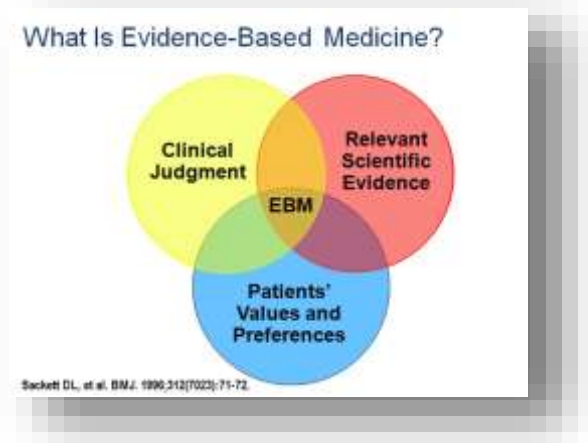 What Is Evidence-Based Medicine?
Clinical
Judgment
Relevant
Scientific
Evidence
EBM
Patients'
Values and
Preferences
Sackett DL, et al. BMJ. 1996;312(7023):71-72.